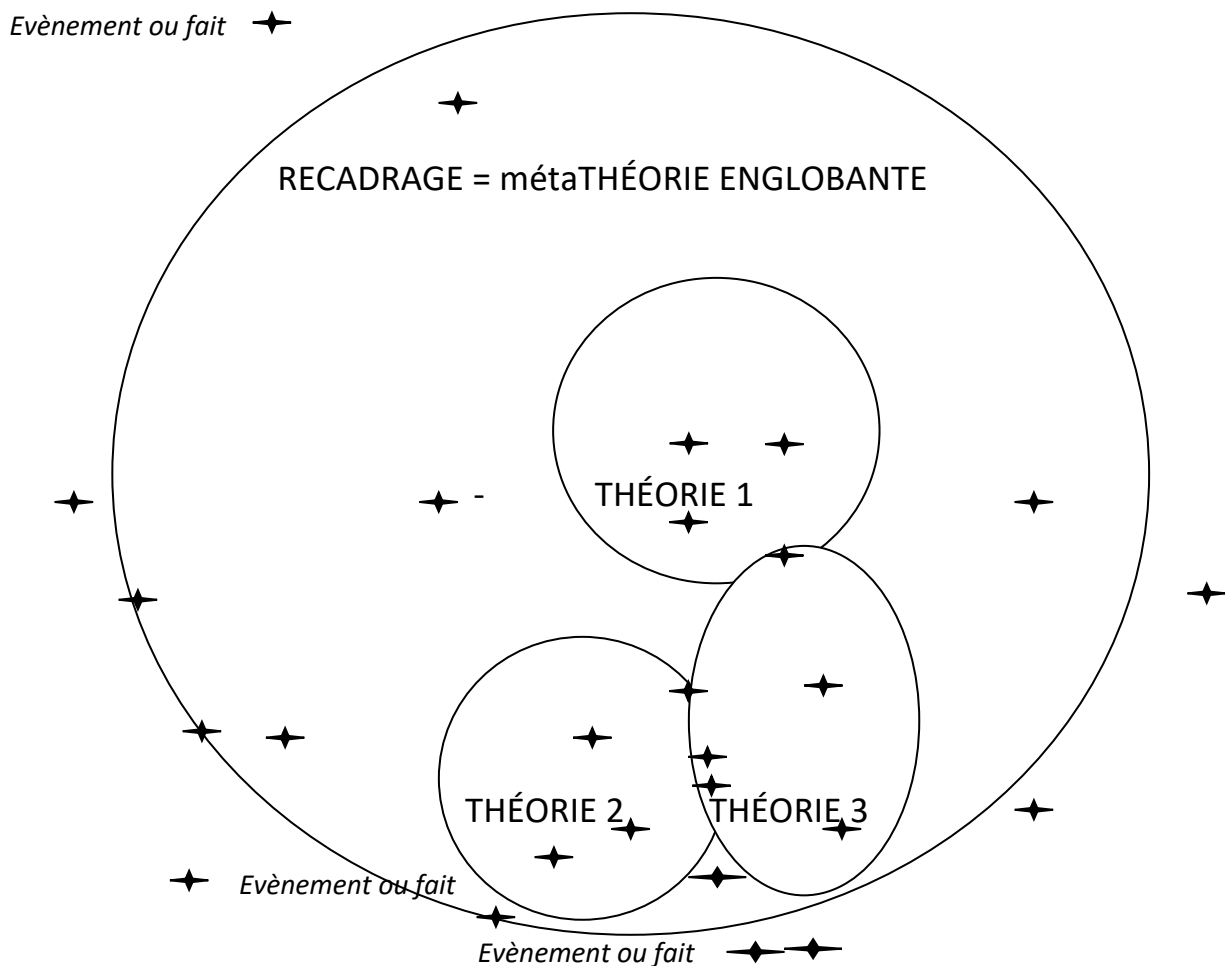 Evènement ou fait
RECADRAGE = métaTHÉORIE ENGLOBANTE
-
THÉORIE 1
THÉORIE 2
THÉORIE 3
Evènement ou fait
Evènement ou fait